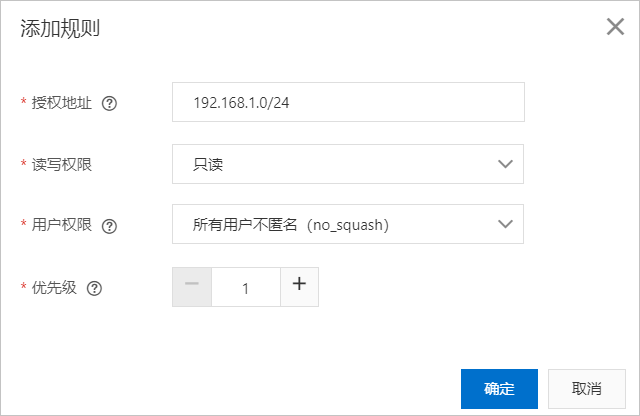 添加规则
* 授权地址 ? 192.168.1.0/24
* 读写权限 只读
* 用户权限 ? 所有用户不匿名（no_squash）
* 优先级 ? － 1 +
确定 取消